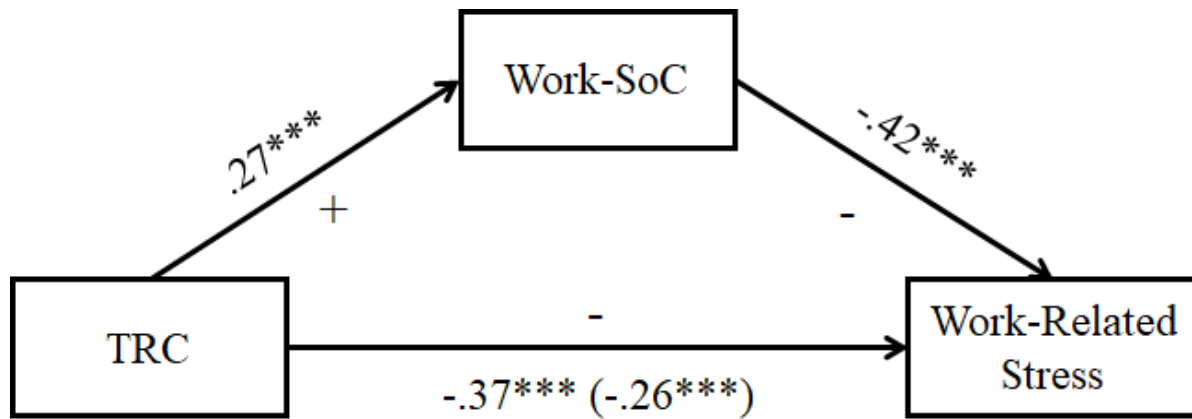 Work-SoC
.27***
-.42***
+
-
TRC
-
Work-Related
Stress
-.37*** (-.26***)